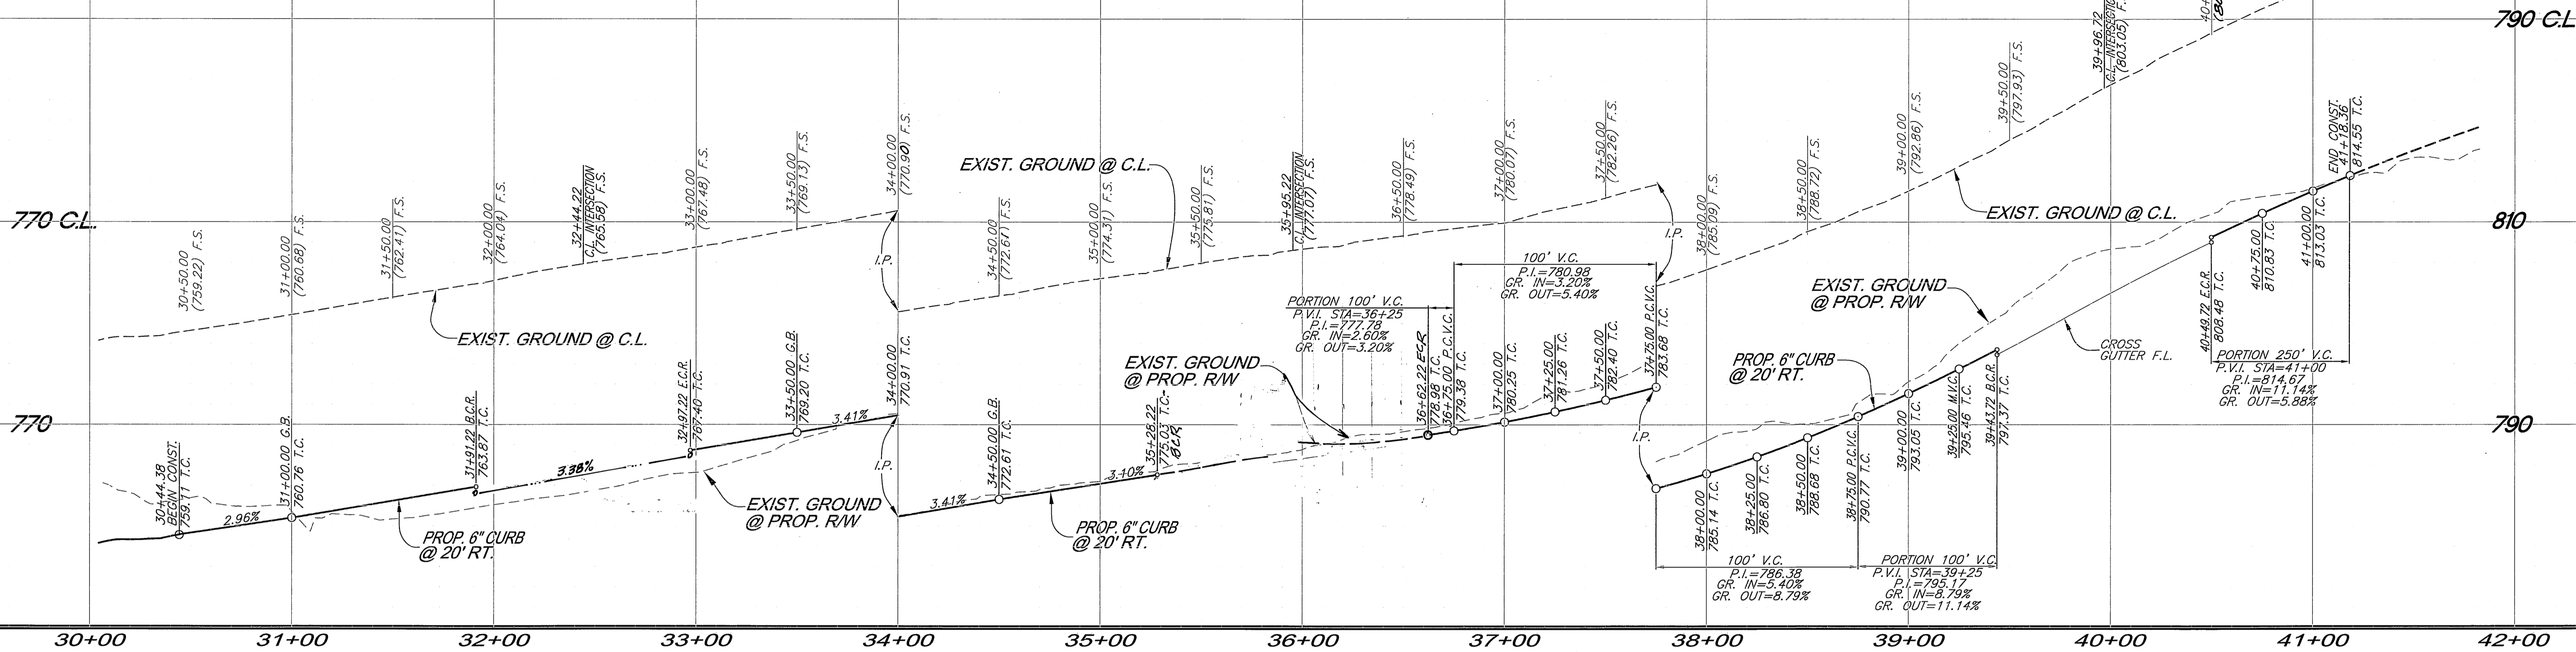 790 C.L
770 C.L.
770
810
790
30+50.00
(759.22) F.S.
31+00.00
(760.68) F.S.
31+50.00
(762.41) F.S.
32+00.00
(764.04) F.S.
32+44.22
C.L. INTERSECTION
(765.58) F.S.
33+00.00
(767.48) F.S.
33+50.00
(769.13) F.S.
34+00.00
(770.90) F.S.
34+50.00
(772.61) F.S.
35+00.00
(774.31) F.S.
35+50.00
(775.81) F.S.
35+95.22
C.L. INTERSECTION
(777.07) F.S.
36+50.00
(778.49) F.S.
37+00.00
(780.07) F.S.
37+50.00
(782.26) F.S.
38+00.00
(785.09) F.S.
38+50.00
(788.72) F.S.
39+00.00
(792.86) F.S.
39+50.00
(797.93) F.S.
39+96.72
C.L. INTERSECTION
(803.05) F.
EXIST. GROUND @ C.L.
EXIST. GROUND @ C.L.
EXIST. GROUND @ C.L.
I.P.
I.P.
I.P.
I.P.
30+44.38
BEGIN CONST.
759.11 T.C.
2.96%
31+00.00 G.B.
760.76 T.C.
PROP. 6" CURB
@ 20' RT.
31+91.22 B.C.R.
763.87 T.C.
3.38%
32+97.22 E.C.R.
767.40 T.C.
EXIST. GROUND
@ PROP. R/W
33+50.00 G.B.
769.20 T.C.
3.41%
34+00.00
770.91 T.C.
3.41%
34+50.00 G.B.
772.61 T.C.
PROP. 6" CURB
@ 20' RT.
3.10%
35+28.22
775.03 T.C.
BCR
EXIST. GROUND
@ PROP. R/W
PORTION 100' V.C.
P.V.I. STA=36+25
P.I.=777.78
GR. IN=2.60%
GR. OUT=3.20%
36+62.22 ECR
778.98 T.C.
36+75.00 P.C.V.C.
779.38 T.C.
100' V.C.
P.I.=780.98
GR. IN=3.20%
GR. OUT=5.40%
37+00.00
780.25 T.C.
37+25.00
781.26 T.C.
37+50.00
782.40 T.C.
37+75.00 P.C.V.C.
783.68 T.C.
38+00.00
785.14 T.C.
38+25.00
786.80 T.C.
38+50.00
788.68 T.C.
38+75.00 P.C.V.C.
790.77 T.C.
PROP. 6" CURB
@ 20' RT.
EXIST. GROUND
@ PROP. R/W
39+00.00
793.05 T.C.
39+25.00 M.V.C.
795.46 T.C.
39+43.72 B.C.R.
797.37 T.C.
100' V.C.
P.I.=786.38
GR. IN=5.40%
GR. OUT=8.79%
PORTION 100' V.C.
P.V.I. STA=39+25
P.I.=795.17
GR. IN=8.79%
GR. OUT=11.14%
CROSS
GUTTER F.L.
40+49.72 E.C.R.
808.48 T.C.
40+75.00
810.83 T.C.
41+00.00
813.03 T.C.
END CONST.
41+18.36
814.55 T.C.
PORTION 250' V.C.
P.V.I. STA=41+00
P.I.=814.67
GR. IN=11.14%
GR. OUT=5.88%
30+00
31+00
32+00
33+00
34+00
35+00
36+00
37+00
38+00
39+00
40+00
41+00
42+00